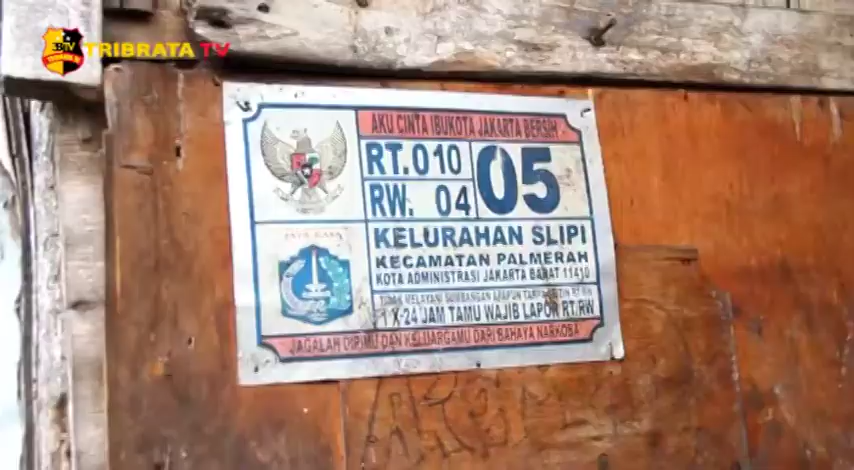 TRIBRATA TV
AKU CINTA IBUKOTA JAKARTA BERSIH
RT. 010
RW. 04
05
JAYA RAYA
KELURAHAN SLIPI
KECAMATAN PALMERAH
KOTA ADMINISTRASI JAKARTA BARAT 11410
TIDAK MELAYANI SUMBANGAN APAPUN TANPA IZIN RT/RW
1 X 24 JAM TAMU WAJIB LAPOR RT/RW
JAGALAH DIRIMU DAN KELUARGAMU DARI BAHAYA NARKOBA